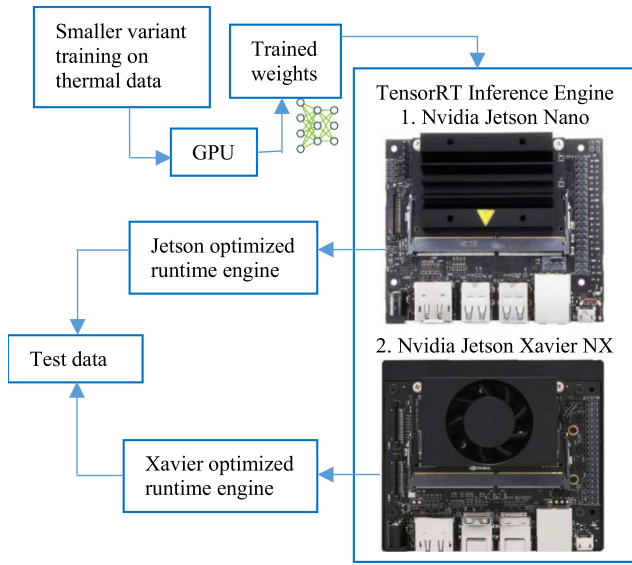 Smaller variant
training on
thermal data
Trained
weights
GPU
TensorRT Inference Engine
1. Nvidia Jetson Nano
Jetson optimized
runtime engine
Test data
2. Nvidia Jetson Xavier NX
NVIDIA
Xavier optimized
runtime engine